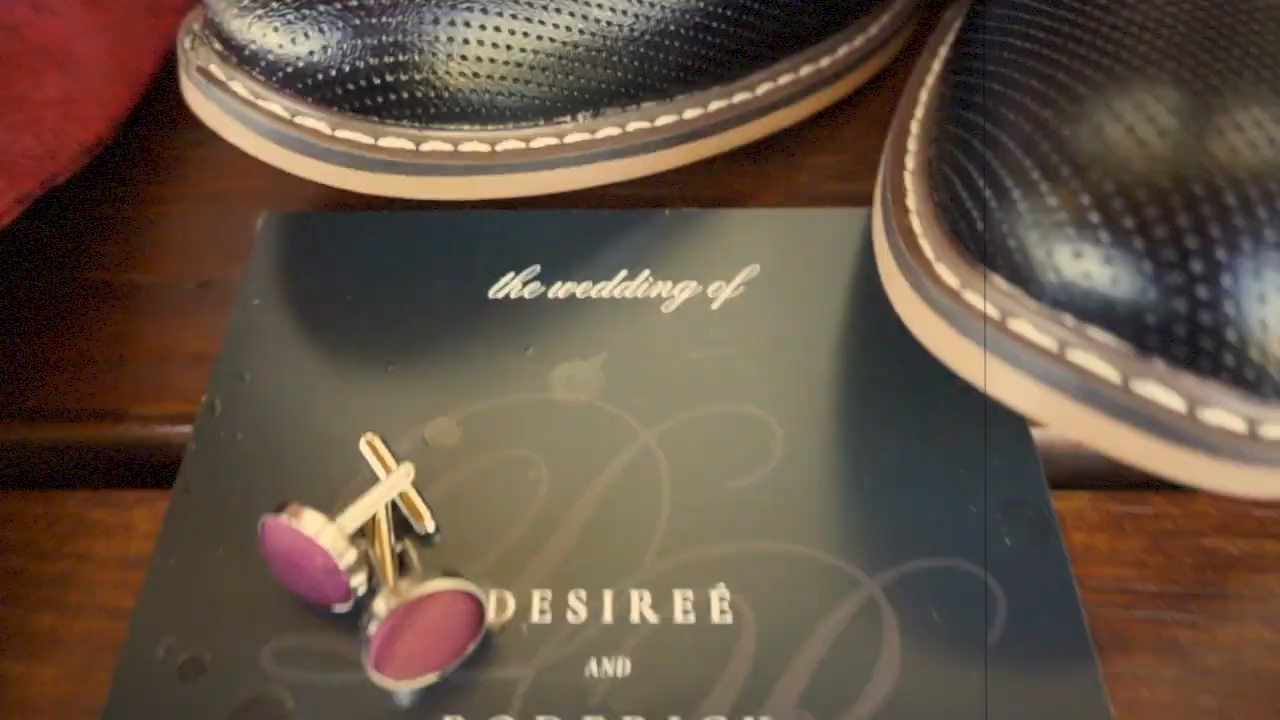 the wedding of
DESIREÉ
AND